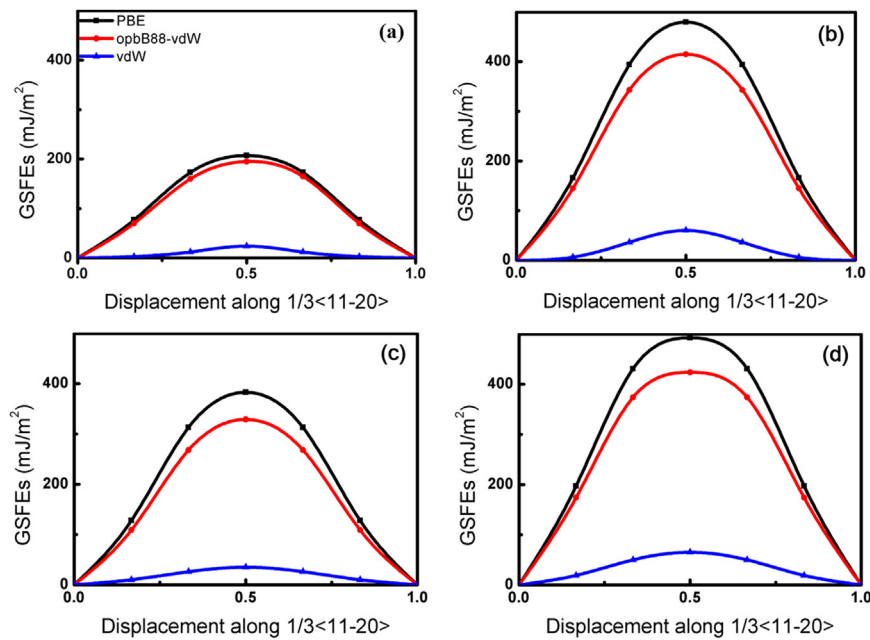 PBE
opbB88-vdW
vdW
(a)
400
200
0
GSFEs (mJ/m²)
0.0
0.5
1.0
Displacement along 1/3<11-20>
(b)
400
200
0
GSFEs (mJ/m²)
0.0
0.5
1.0
Displacement along 1/3<11-20>
(c)
400
200
0
GSFEs (mJ/m²)
0.0
0.5
1.0
Displacement along 1/3<11-20>
(d)
400
200
0
GSFEs (mJ/m²)
0.0
0.5
1.0
Displacement along 1/3<11-20>